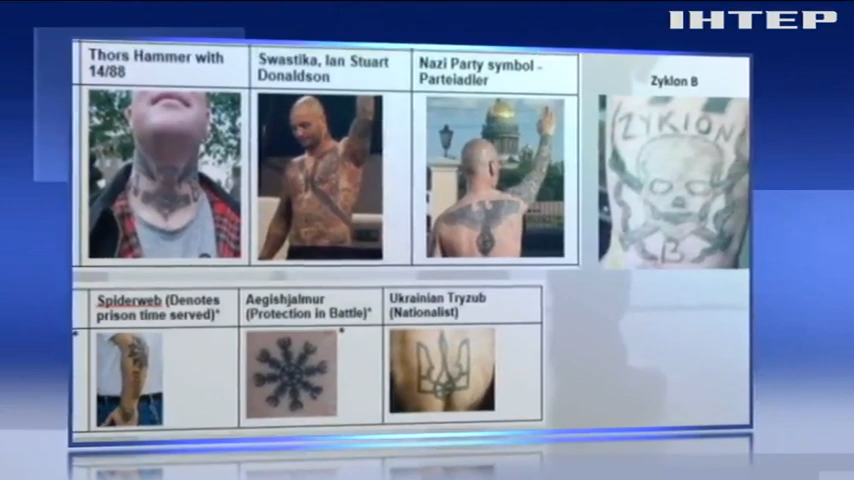 ІНТЕР
Thors Hammer with
14/88
Swastika, Ian Stuart
Donaldson
Nazi Party symbol -
Parteiadler
Zyklon B
ZYKlON
B
Spiderweb (Denotes
prison time served)*
Aegishjalmur
(Protection in Battle)*
Ukrainian Tryzub
(Nationalist)